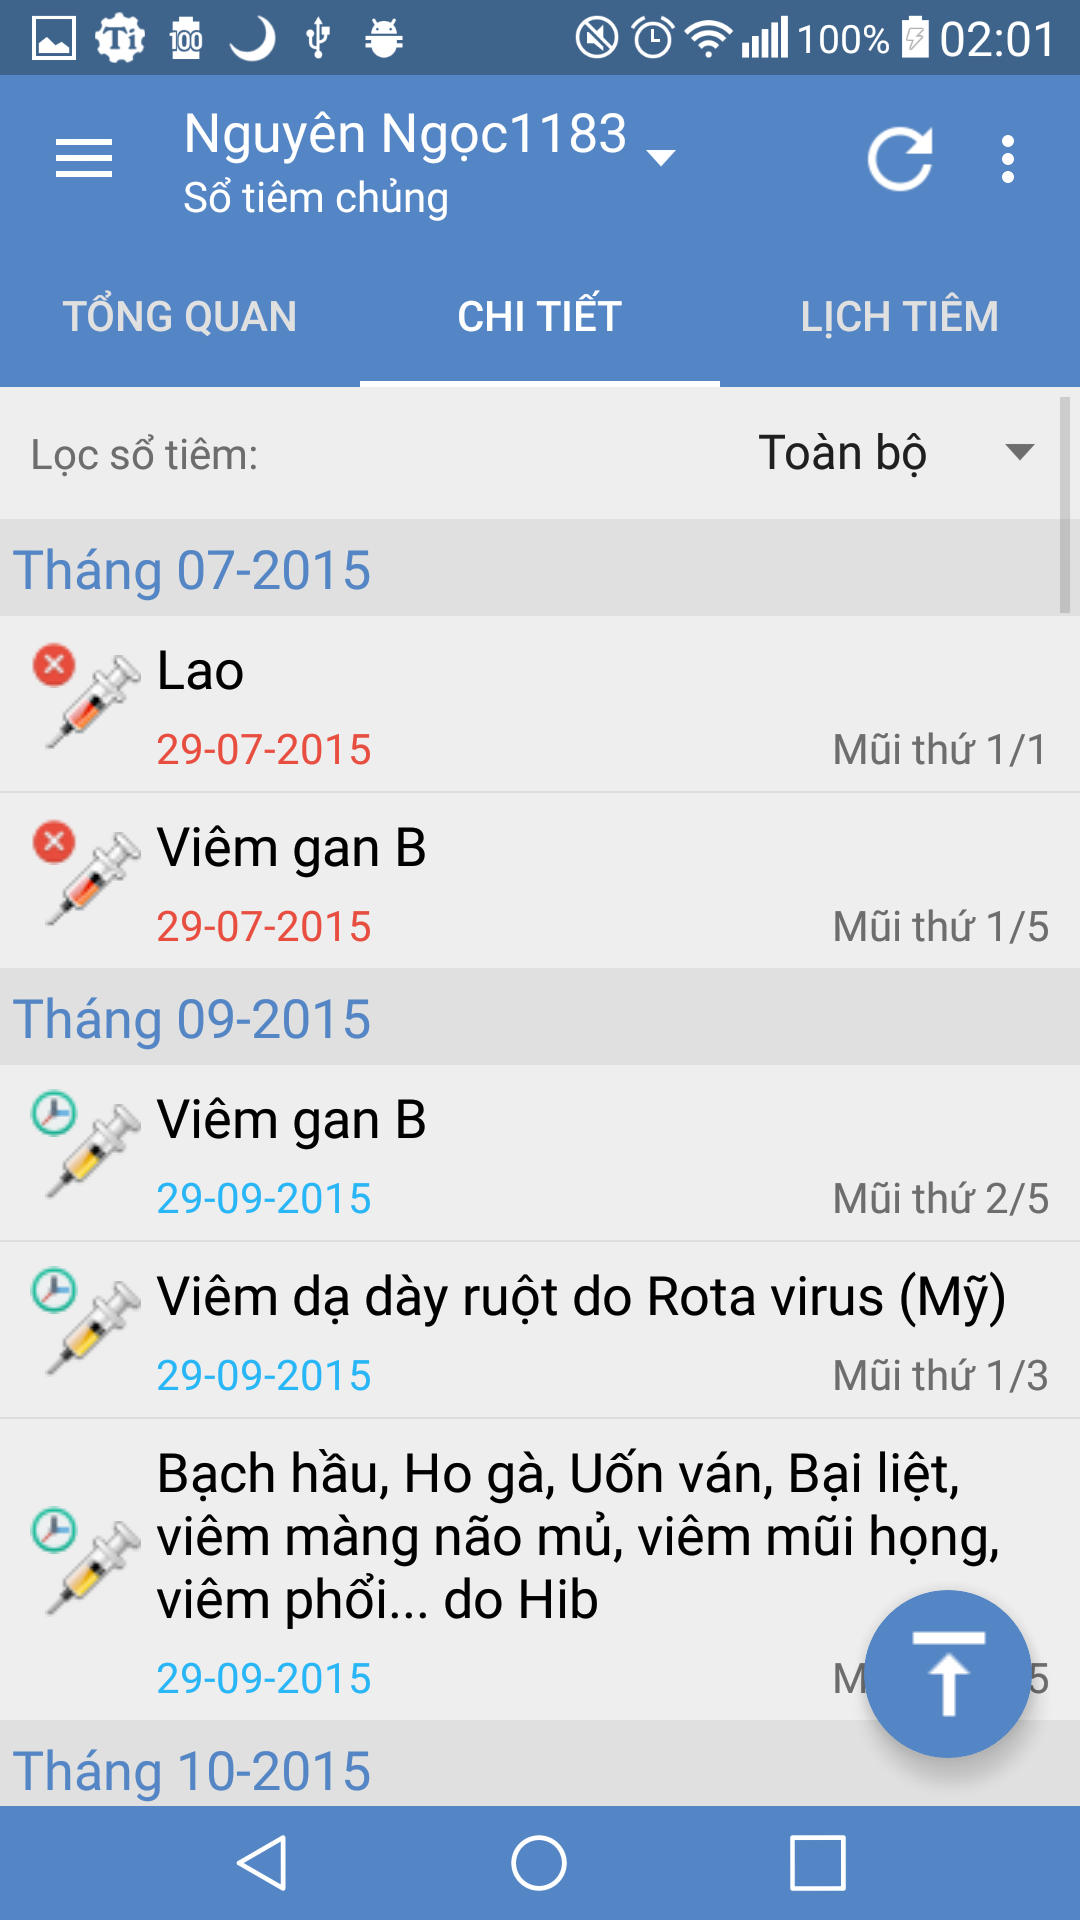 100
100% 02:01
Nguyên Ngọc1183
Sổ tiêm chủng
TỔNG QUAN CHI TIẾT LỊCH TIÊM
Lọc sổ tiêm: Toàn bộ
Tháng 07-2015
Lao
29-07-2015 Mũi thứ 1/1
Viêm gan B
29-07-2015 Mũi thứ 1/5
Tháng 09-2015
Viêm gan B
29-09-2015 Mũi thứ 2/5
Viêm dạ dày ruột do Rota virus (Mỹ)
29-09-2015 Mũi thứ 1/3
Bạch hầu, Ho gà, Uốn ván, Bại liệt,
viêm màng não mủ, viêm mũi họng,
viêm phổi... do Hib
29-09-2015
Tháng 10-2015